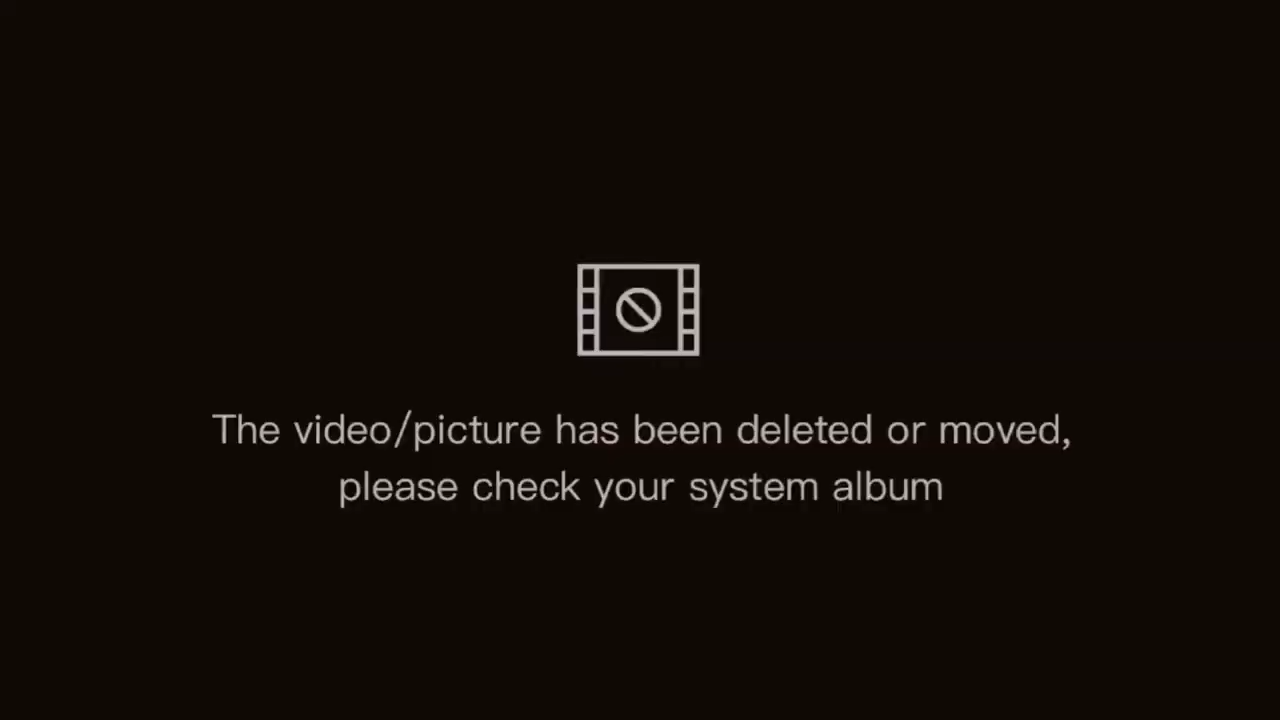 The video/picture has been deleted or moved,
please check your system album